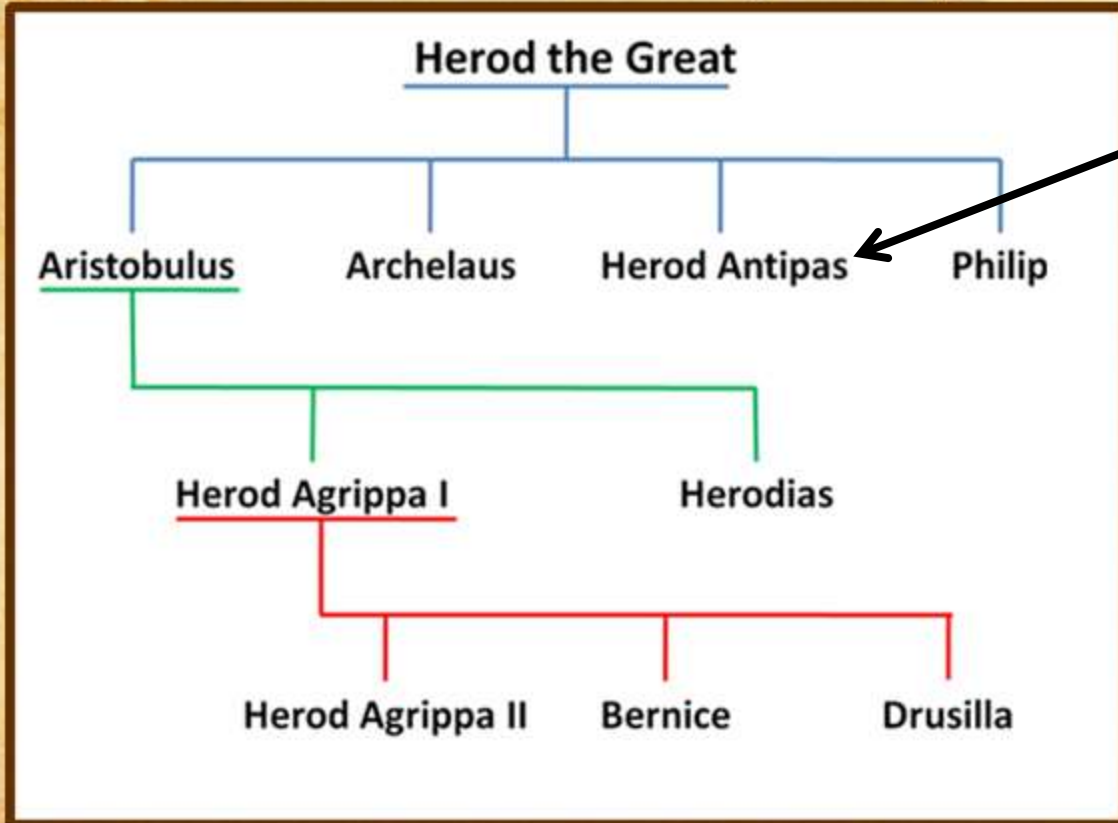 Herod the Great
Aristobulus Archelaus Herod Antipas Philip
Herod Agrippa I Herodias
Herod Agrippa II Bernice Drusilla